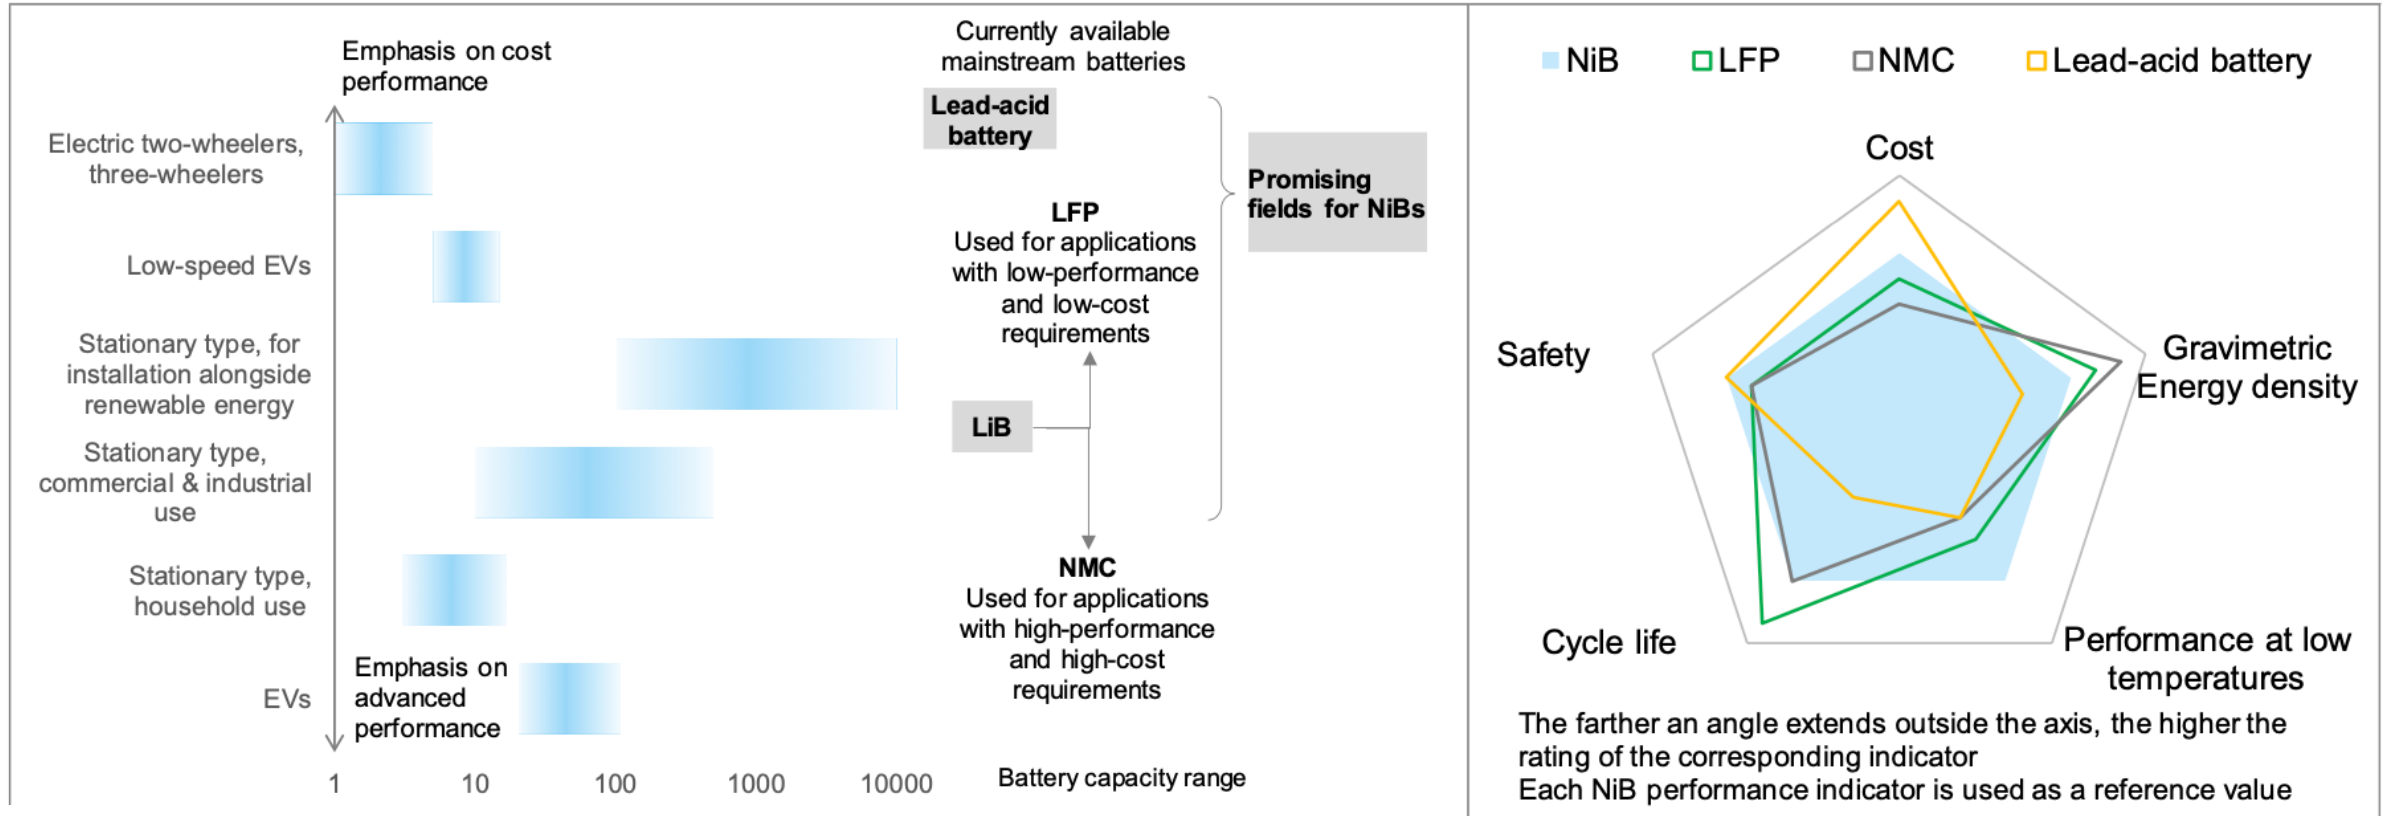 Emphasis on cost
performance
Electric two-wheelers,
three-wheelers
Low-speed EVs
Stationary type, for
installation alongside
renewable energy
Stationary type,
commercial & industrial
use
Stationary type,
household use
EVs
Emphasis on
advanced
performance
1
10
100
1000
10000
Battery capacity range
Currently available
mainstream batteries
Lead-acid
battery
LFP
Used for applications
with low-performance
and low-cost
requirements
LiB
NMC
Used for applications
with high-performance
and high-cost
requirements
Promising
fields for NiBs
NiB
LFP
NMC
Lead-acid battery
Cost
Gravimetric
Energy density
Performance at low
temperatures
Cycle life
Safety
The farther an angle extends outside the axis, the higher the
rating of the corresponding indicator
Each NiB performance indicator is used as a reference value